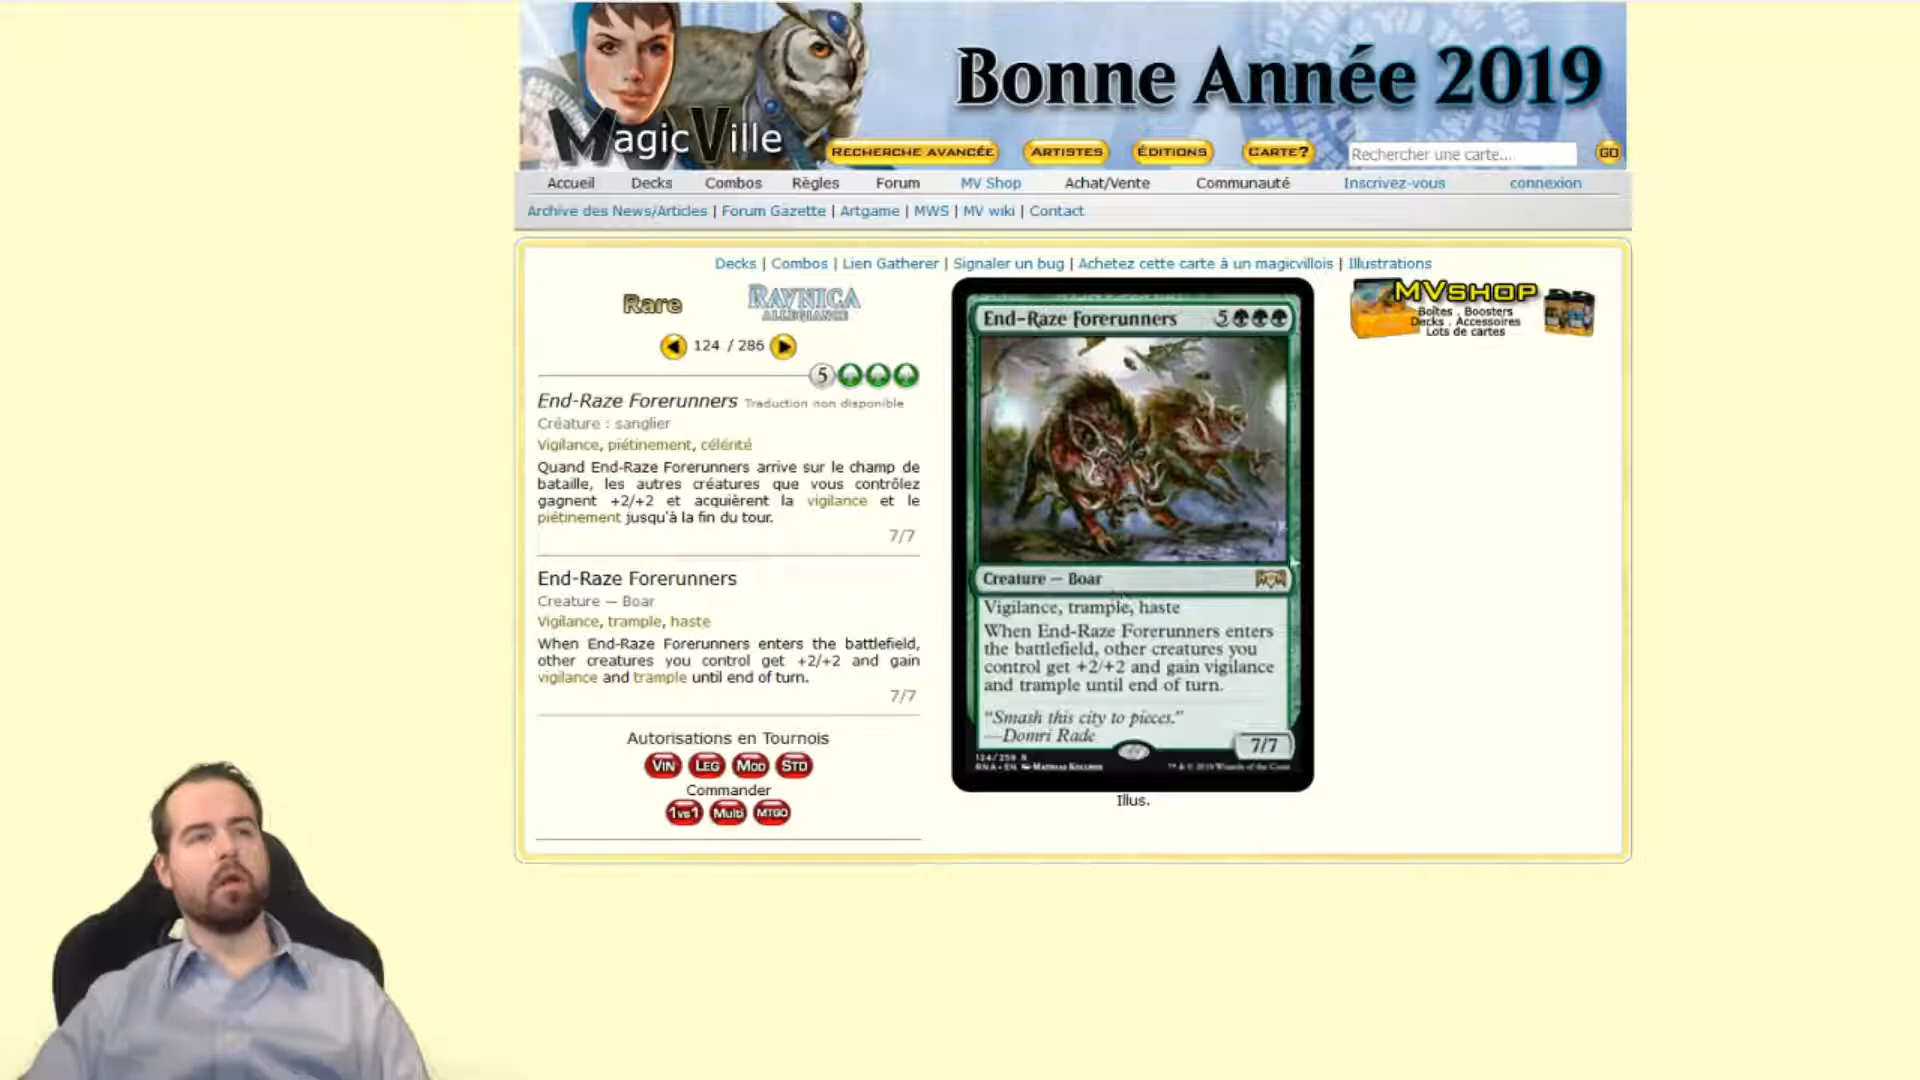 Bonne Année 2019
MagicVille
RECHERCHE AVANCÉE
ARTISTES
ÉDITIONS
CARTE?
Rechercher une carte...
GO
Accueil Decks Combos Règles Forum MV Shop Achat/Vente Communauté Inscrivez-vous connexion
Archive des News/Articles | Forum Gazette | Artgame | MWS | MV wiki | Contact
Decks | Combos | Lien Gatherer | Signaler un bug | Achetez cette carte à un magicvillois | Illustrations
Rare
RAVNICA
ALLEGIANCE
124 / 286
5
End-Raze Forerunners Traduction non disponible
Créature : sanglier
Vigilance, piétinement, célérité
Quand End-Raze Forerunners arrive sur le champ de
bataille, les autres créatures que vous contrôlez
gagnent +2/+2 et acquièrent la vigilance et le
piétinement jusqu'à la fin du tour.
7/7
End-Raze Forerunners
Creature — Boar
Vigilance, trample, haste
When End-Raze Forerunners enters the battlefield,
other creatures you control get +2/+2 and gain
vigilance and trample until end of turn.
7/7
Autorisations en Tournois
VIN LEG MOD STD
Commander
1vs1 Multi MTGO
End-Raze Forerunners 5
Creature — Boar
Vigilance, trample, haste
When End-Raze Forerunners enters
the battlefield, other creatures you
control get +2/+2 and gain vigilance
and trample until end of turn.
"Smash this city to pieces."
—Domri Rade
7/7
124/259 R
RNA • EN
Illus.
MVSHOP
Boîtes . Boosters
Decks . Accessoires
Lots de cartes